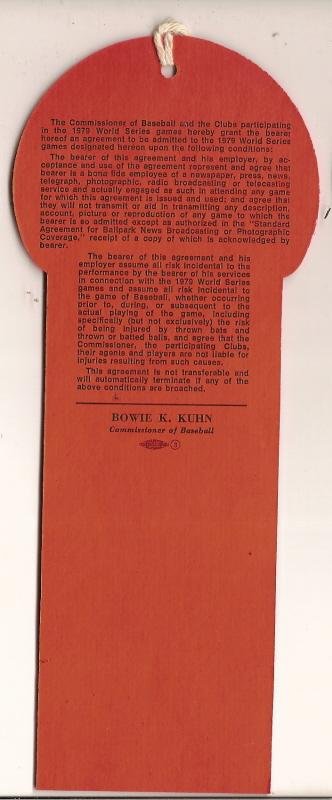 The Commissioner of Baseball and the Clubs participating
in the 1979 World Series games hereby grant the bearer
hereof an agreement to be admitted to the 1979 World Series
games designated hereon upon the following conditions:
The bearer of this agreement and his employer, by ac-
ceptance and use of the agreement represent and agree that
bearer is a bona fide employee of a newspaper, press, news,
telegraph, photographic, radio broadcasting or telecasting
service and actually engaged as such in attending any game
for which this agreement is issued and used; and agree that
they will not transmit or aid in transmitting any description,
account, picture or reproduction of any game to which the
bearer is so admitted except as authorized in the "Standard
Agreement for Ballpark News Broadcasting or Photographic
Coverage," receipt of a copy of which is acknowledged by
bearer.
The bearer of this agreement and his
employer assume all risk incidental to the
performance by the bearer of his services
in connection with the 1979 World Series
games and assume all risk incidental to
the game of Baseball, whether occurring
prior to, during, or subsequent to the
actual playing of the game, including
specifically (but not exclusively) the risk
of being injured by thrown bats and
thrown or batted balls, and agree that the
Commissioner, the participating Clubs,
their agents and players are not liable for
injuries resulting from such causes.
This agreement is not transferable and
will automatically terminate if any of the
above conditions are breached.
BOWIE K. KUHN
Commissioner of Baseball
3